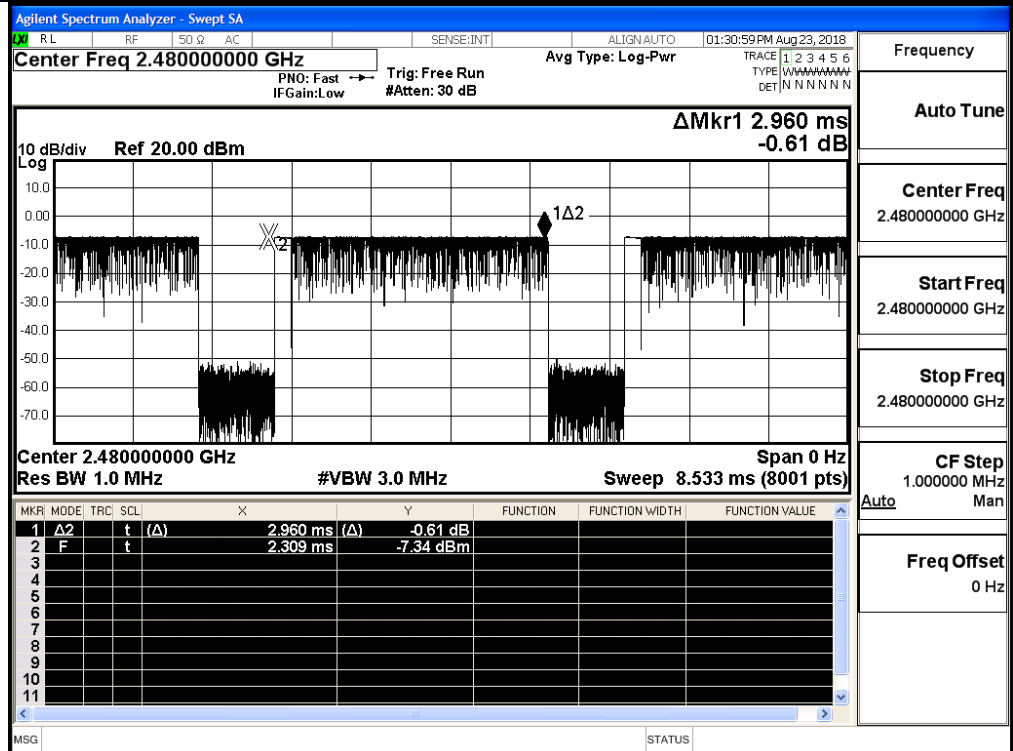 Agilent Spectrum Analyzer - Swept SA
LXI RL RF 50 Ω AC SENSE:INT ALIGN AUTO 01:30:59 PM Aug 23, 2018
Center Freq 2.480000000 GHz
PNO: Fast
IFGain:Low
Trig: Free Run
#Atten: 30 dB
Avg Type: Log-Pwr
TRACE 1 2 3 4 5 6
TYPE WWWWWWW
DET N N N N N N
ΔMkr1 2.960 ms
-0.61 dB
10 dB/div Ref 20.00 dBm
Log
10.0
0.00
-10.0
-20.0
-30.0
-40.0
-50.0
-60.0
-70.0
1Δ2
2
Center 2.480000000 GHz Span 0 Hz
Res BW 1.0 MHz #VBW 3.0 MHz Sweep 8.533 ms (8001 pts)
MKR MODE TRC SCL X Y FUNCTION FUNCTION WIDTH FUNCTION VALUE
1 Δ2 t (Δ) 2.960 ms (Δ) -0.61 dB
2 F t 2.309 ms -7.34 dBm
3
4
5
6
7
8
9
10
11
MSG STATUS
Frequency
Auto Tune
Center Freq
2.480000000 GHz
Start Freq
2.480000000 GHz
Stop Freq
2.480000000 GHz
CF Step
1.000000 MHz
Auto Man
Freq Offset
0 Hz